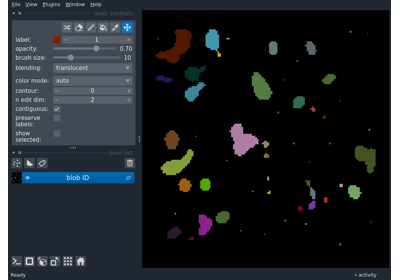 File View Plugins Window Help
layer controls
label: 1
opacity: 0.70
brush size: 10
blending: translucent
color mode: auto
contour: 0
n edit dim: 2
contiguous:
preserve
labels:
show
selected:
layer list
blob ID
Ready
activity